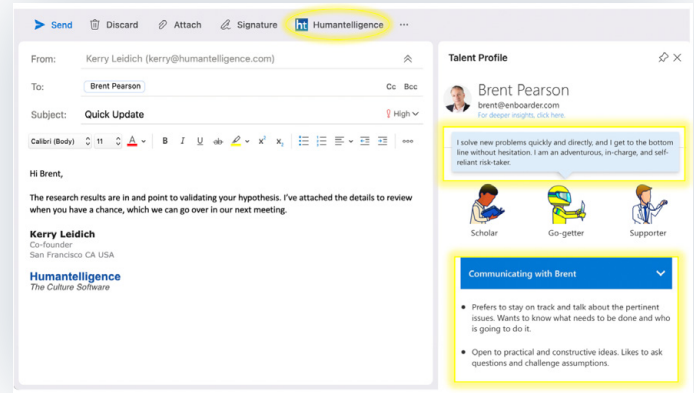 Send Discard Attach Signature ht Humantelligence ...
From: Kerry Leidich (kerry@humantelligence.com)
To: Brent Pearson Cc Bcc
Subject: Quick Update High
Calibri (Body) 11 A B I U ab x² x₂
Hi Brent,
The research results are in and point to validating your hypothesis. I've attached the details to review
when you have a chance, which we can go over in our next meeting.
Kerry Leidich
Co-founder
San Francisco CA USA
Humantelligence
The Culture Software
Talent Profile
Brent Pearson
brent@enboarder.com
For deeper insights, click here.
I solve new problems quickly and directly, and I get to the bottom
line without hesitation. I am an adventurous, in-charge, and self-
reliant risk-taker.
Scholar Go-getter Supporter
Communicating with Brent
• Prefers to stay on track and talk about the pertinent
issues. Wants to know what needs to be done and who
is going to do it.
• Open to practical and constructive ideas. Likes to ask
questions and challenge assumptions.